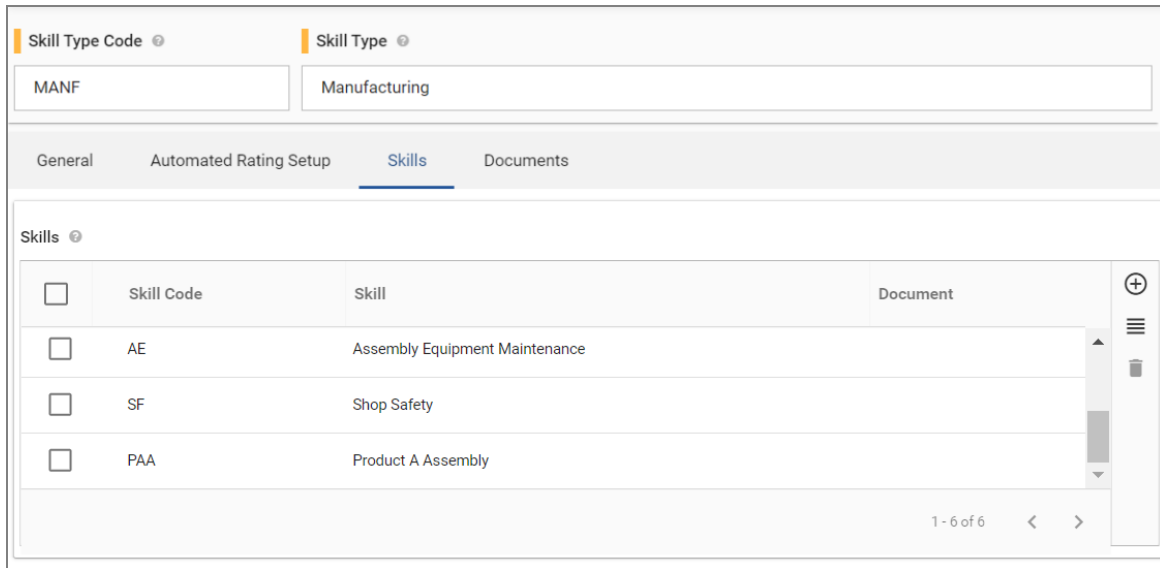 Skill Type Code
Skill Type
MANF
Manufacturing
General Automated Rating Setup Skills Documents
Skills
Skill Code Skill Document
AE Assembly Equipment Maintenance
SF Shop Safety
PAA Product A Assembly
1 - 6 of 6